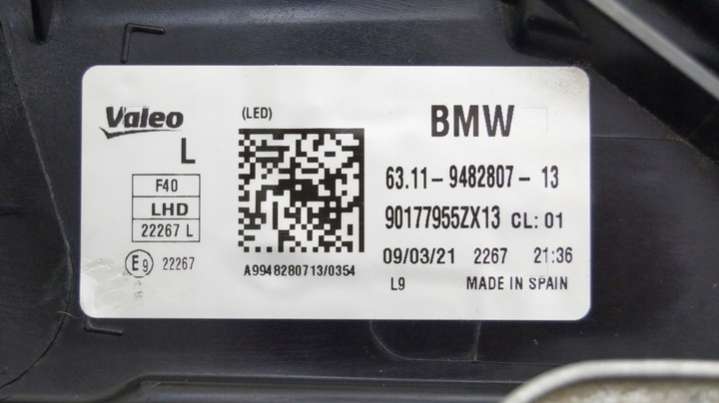 Valeo
L
F40
LHD
22267 L
E9 22267
(LED)
A9948280713/0354
BMW
63.11- 9482807- 13
90177955ZX13 CL: 01
09/03/21 2267 21:36
L9 MADE IN SPAIN